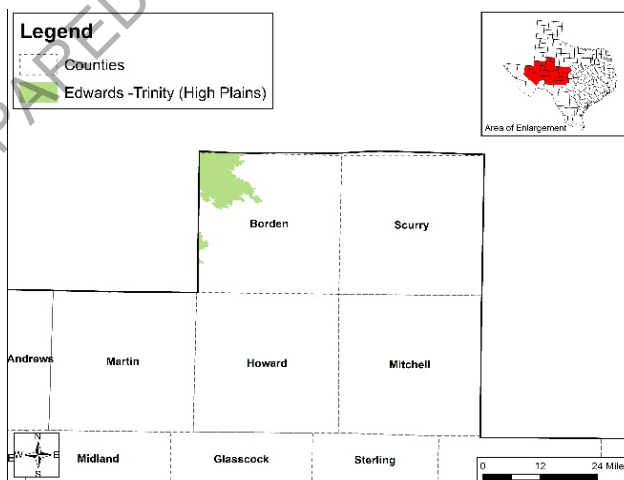 Legend
Counties
Edwards -Trinity (High Plains)
Area of Enlargement
Borden
Scurry
Andrews
Martin
Howard
Mitchell
N
W E
S
Midland
Glasscock
Sterling
0 12 24 Mile